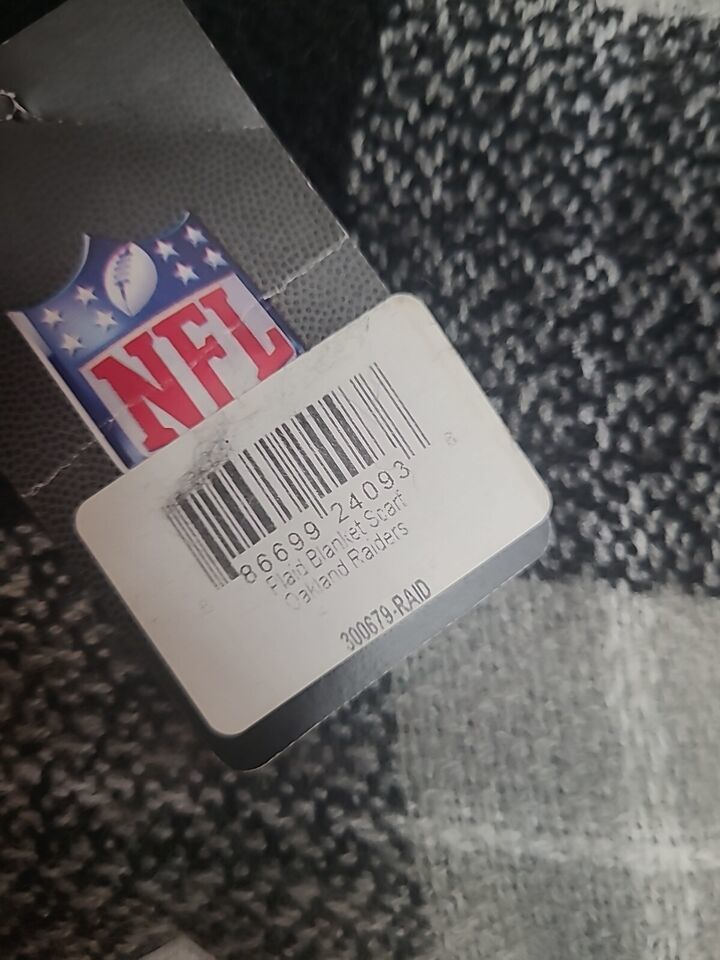 NFL
86699 24093
Plaid Blanket Scarf
Oakland Raiders
300679-RAID